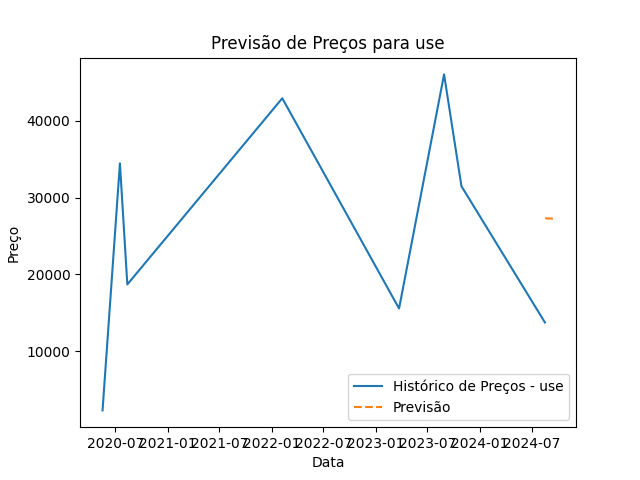 Previsão de Preços para use
Preço
40000
30000
20000
10000
Histórico de Preços - use
Previsão
2020-07 2021-01 2021-07 2022-01 2022-07 2023-01 2023-07 2024-01 2024-07
Data